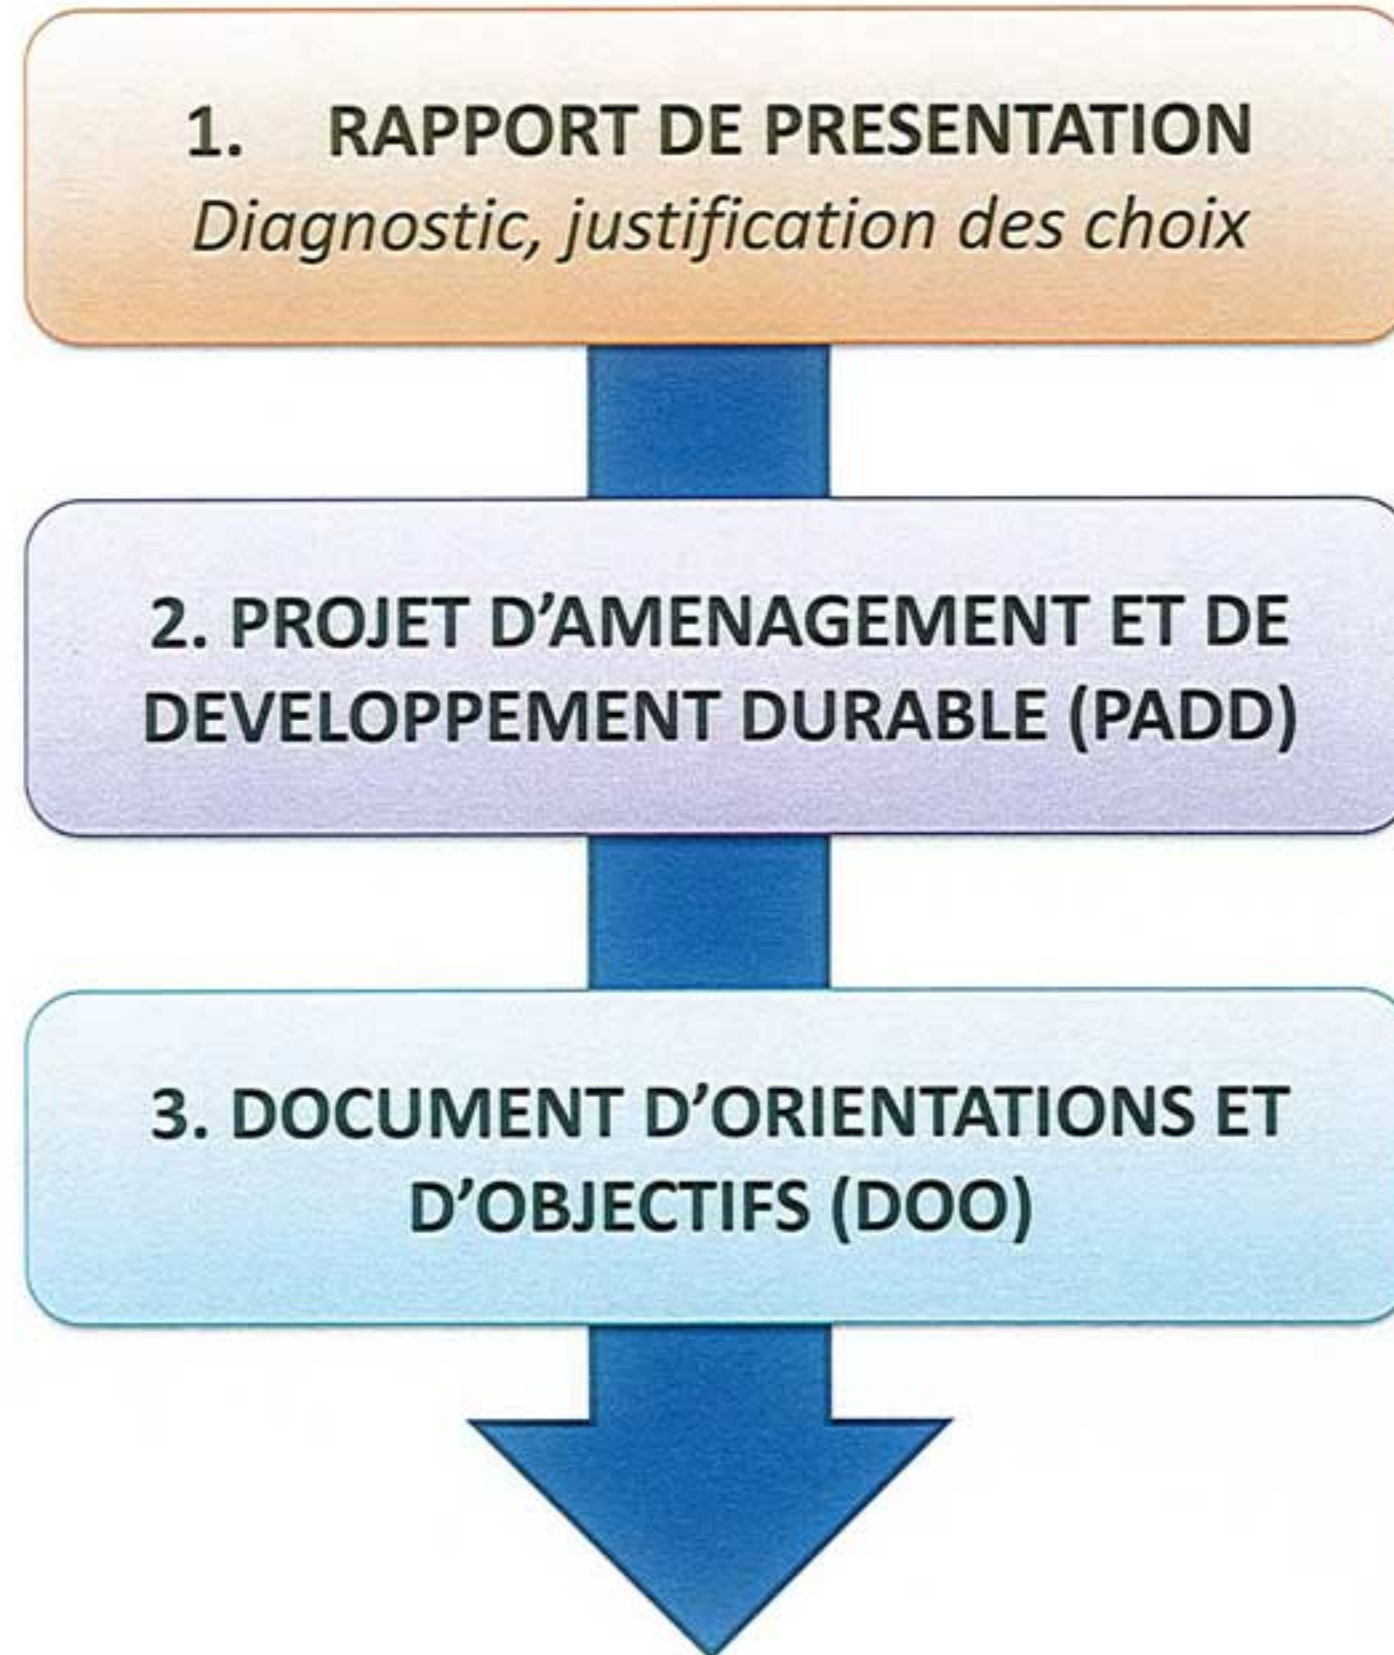 1. RAPPORT DE PRESENTATION
Diagnostic, justification des choix
2. PROJET D’AMENAGEMENT ET DE
DEVELOPPEMENT DURABLE (PADD)
3. DOCUMENT D’ORIENTATIONS ET
D’OBJECTIFS (DOO)